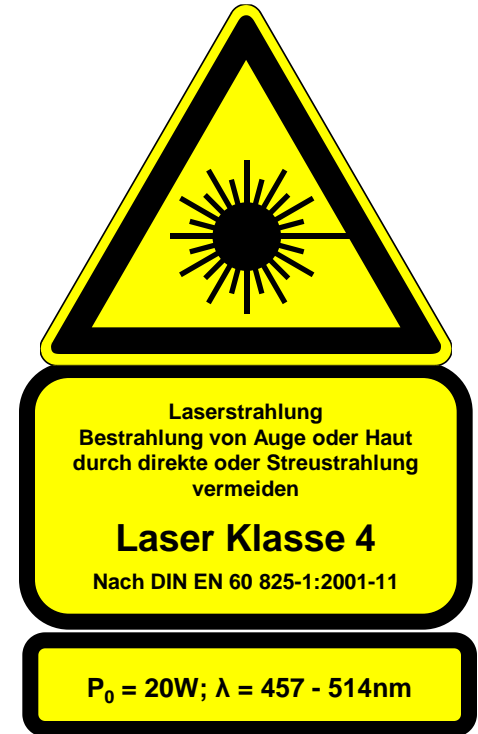 Laserstrahlung
Bestrahlung von Auge oder Haut
durch direkte oder Streustrahlung
vermeiden
Laser Klasse 4
Nach DIN EN 60 825-1:2001-11
P₀ = 20W; λ = 457 - 514nm